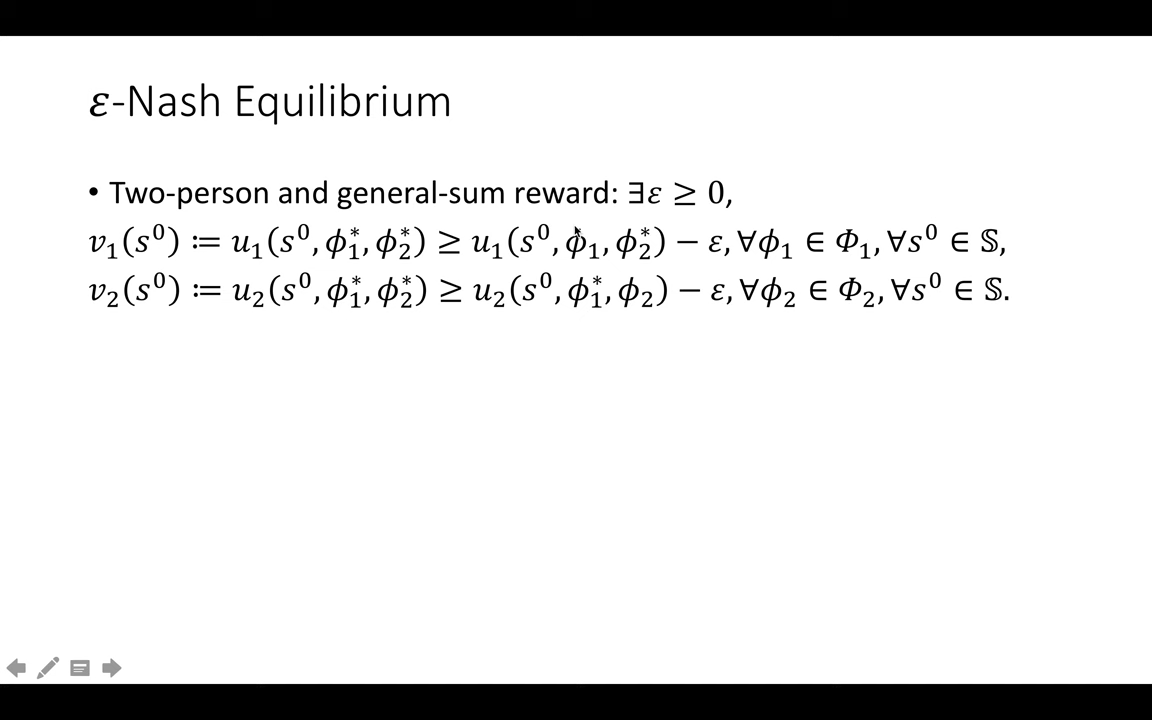 𝜀-Nash Equilibrium
• Two-person and general-sum reward: ∃𝜀 ≥ 0,
𝑣₁(𝑠⁰) ≔ 𝑢₁(𝑠⁰, 𝜙₁*, 𝜙₂*) ≥ 𝑢₁(𝑠⁰, 𝜙₁, 𝜙₂*) − 𝜀, ∀𝜙₁ ∈ 𝛷₁, ∀𝑠⁰ ∈ 𝕊,
𝑣₂(𝑠⁰) ≔ 𝑢₂(𝑠⁰, 𝜙₁*, 𝜙₂*) ≥ 𝑢₂(𝑠⁰, 𝜙₁*, 𝜙₂) − 𝜀, ∀𝜙₂ ∈ 𝛷₂, ∀𝑠⁰ ∈ 𝕊.